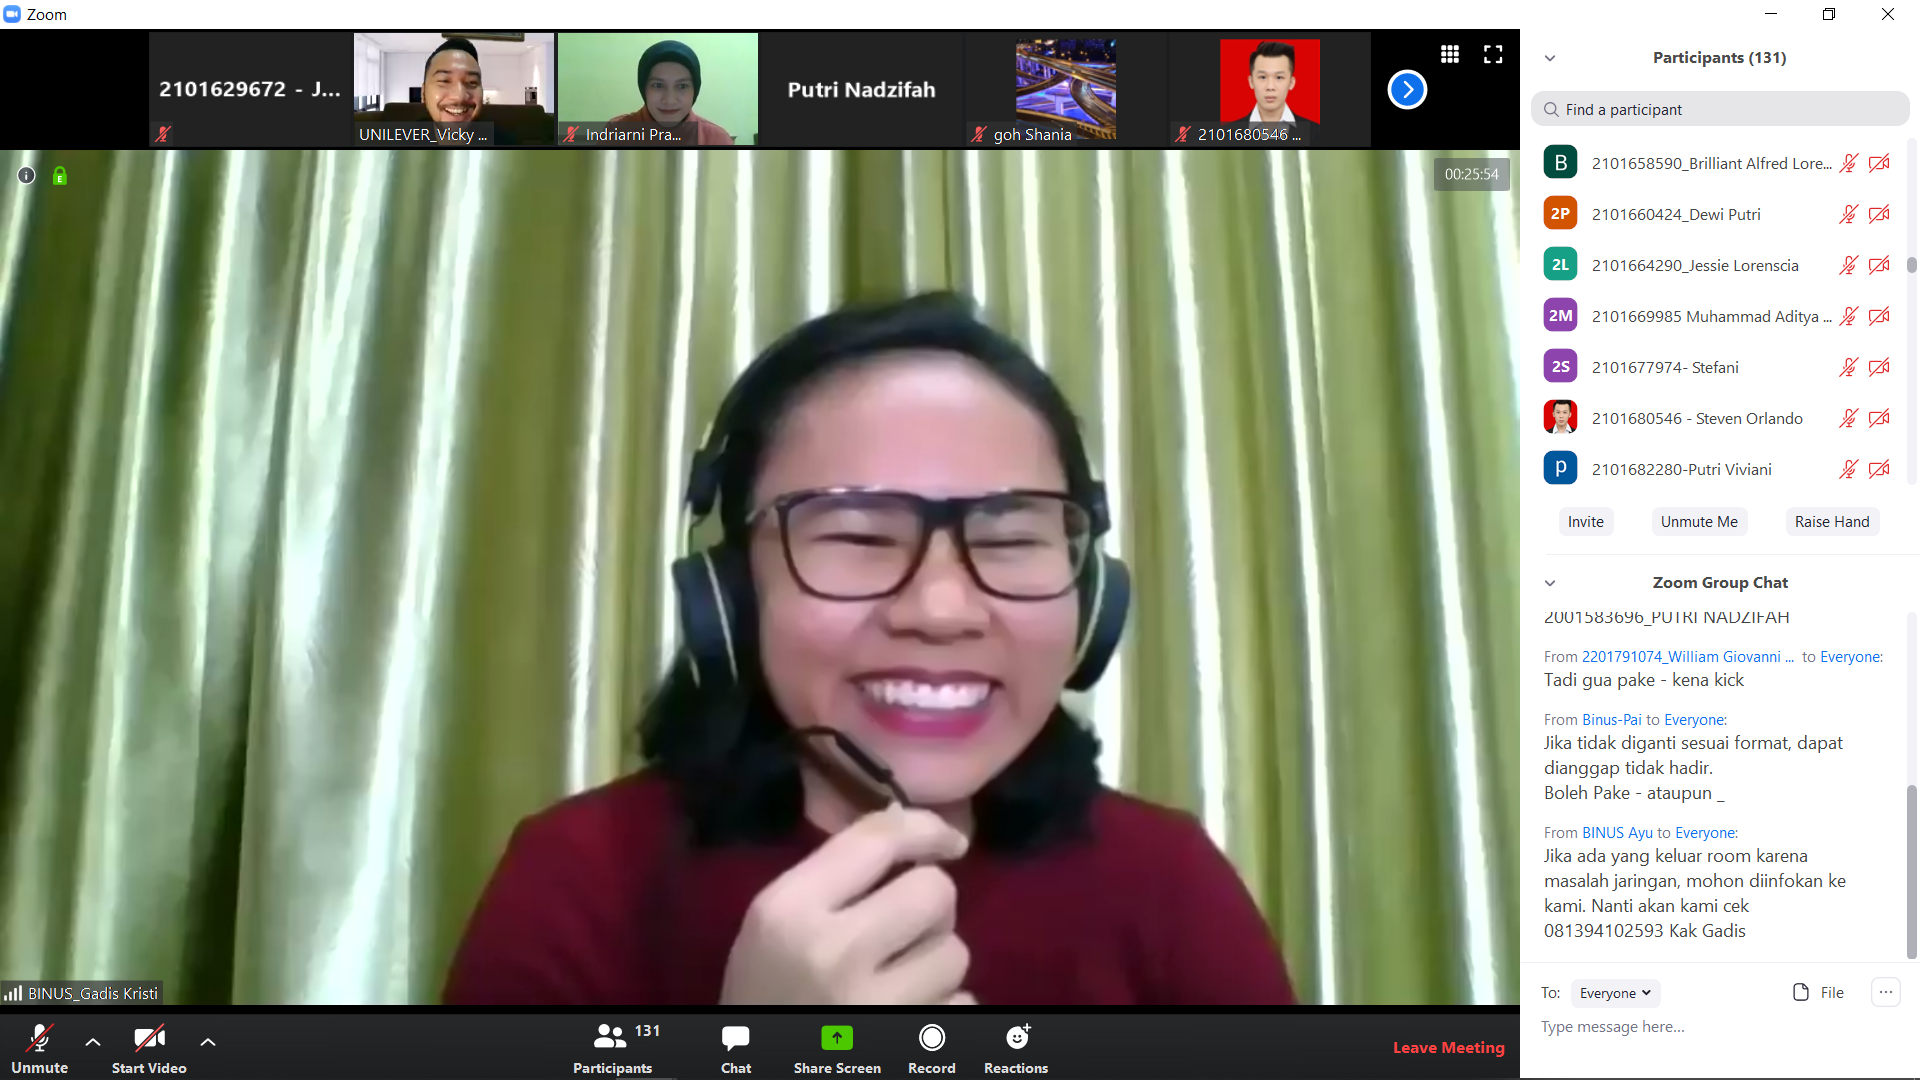 Zoom
2101629672 - J...
UNILEVER_Vicky ...
Indriarni Pra...
Putri Nadzifah
goh Shania
2101680546 ...
00:25:54
BINUS_Gadis Kristi
Unmute
Start Video
131
Participants
Chat
Share Screen
Record
Reactions
Leave Meeting
Participants (131)
Find a participant
B
2101658590_Brilliant Alfred Lore...
2P
2101660424_Dewi Putri
2L
2101664290_Jessie Lorenscia
2M
2101669985 Muhammad Aditya ...
2S
2101677974- Stefani
2101680546 - Steven Orlando
p
2101682280-Putri Viviani
Invite
Unmute Me
Raise Hand
Zoom Group Chat
2001583696_PUTRI NADZIFAH
From 2201791074_William Giovanni ... to Everyone:
Tadi gua pake - kena kick
From Binus-Pai to Everyone:
Jika tidak diganti sesuai format, dapat
dianggap tidak hadir.
Boleh Pake - ataupun _
From BINUS Ayu to Everyone:
Jika ada yang keluar room karena
masalah jaringan, mohon diinfokan ke
kami. Nanti akan kami cek
081394102593 Kak Gadis
To: Everyone
File
...
Type message here...